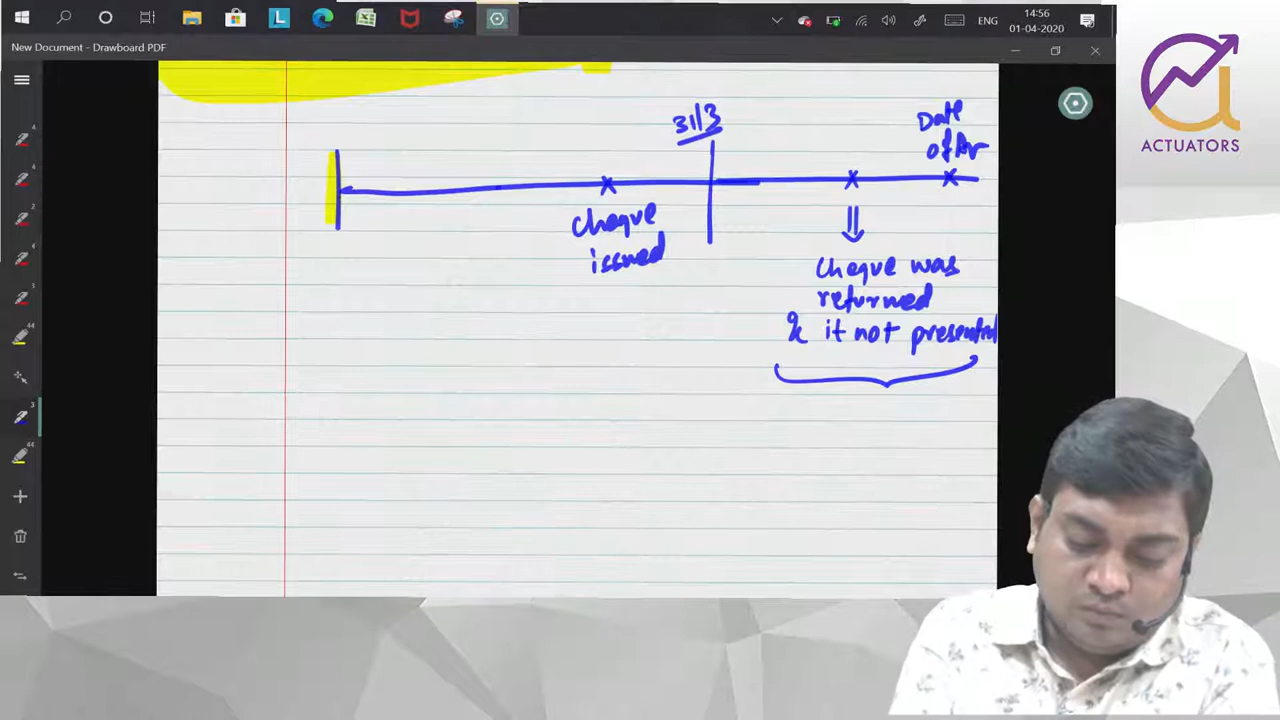 ENG
14:56
01-04-2020
New Document - Drawboard PDF
ACTUATORS
31/3
Date
of Ar
cheque
issued
cheque was
returned
& it not presented